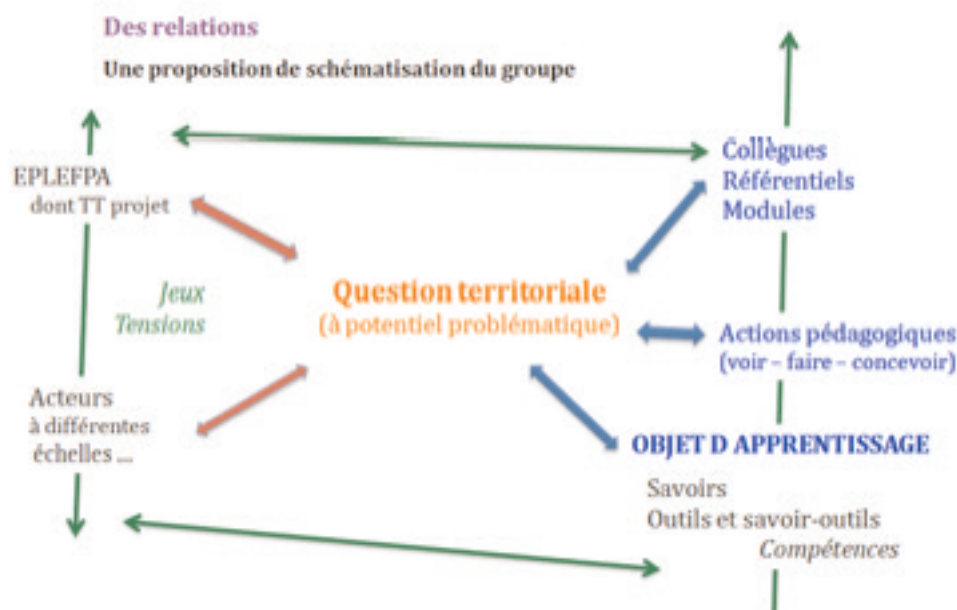 Des relations
Une proposition de schématisation du groupe
EPLEFPA
dont TT projet
Collègues
Référentiels
Modules
Jeux
Tensions
Question territoriale
(à potentiel problématique)
Actions pédagogiques
(voir – faire – concevoir)
Acteurs
à différentes
échelles ...
OBJET D APPRENTISSAGE
Savoirs
Outils et savoir-outils
Compétences